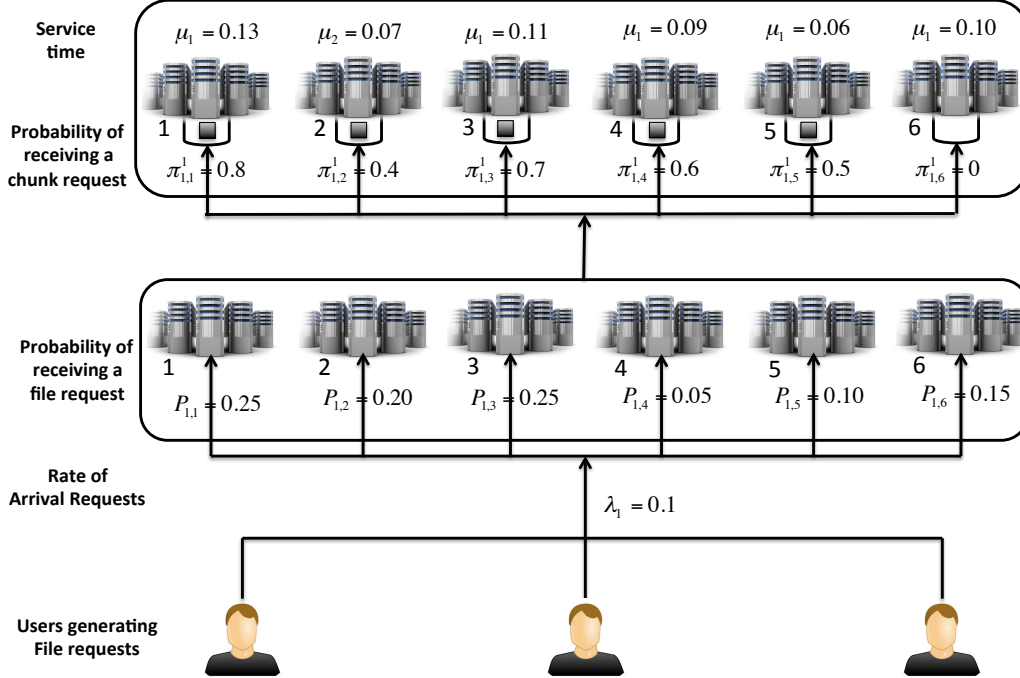 Service
time
μ₁ = 0.13 μ₂ = 0.07 μ₁ = 0.11 μ₁ = 0.09 μ₁ = 0.06 μ₁ = 0.10
Probability of
receiving a
chunk request
1 2 3 4 5 6
π¹₁,₁ = 0.8 π¹₁,₂ = 0.4 π¹₁,₃ = 0.7 π¹₁,₄ = 0.6 π¹₁,₅ = 0.5 π¹₁,₆ = 0
Probability of
receiving a
file request
1 2 3 4 5 6
P₁,₁ = 0.25 P₁,₂ = 0.20 P₁,₃ = 0.25 P₁,₄ = 0.05 P₁,₅ = 0.10 P₁,₆ = 0.15
Rate of
Arrival Requests
λ₁ = 0.1
Users generating
File requests